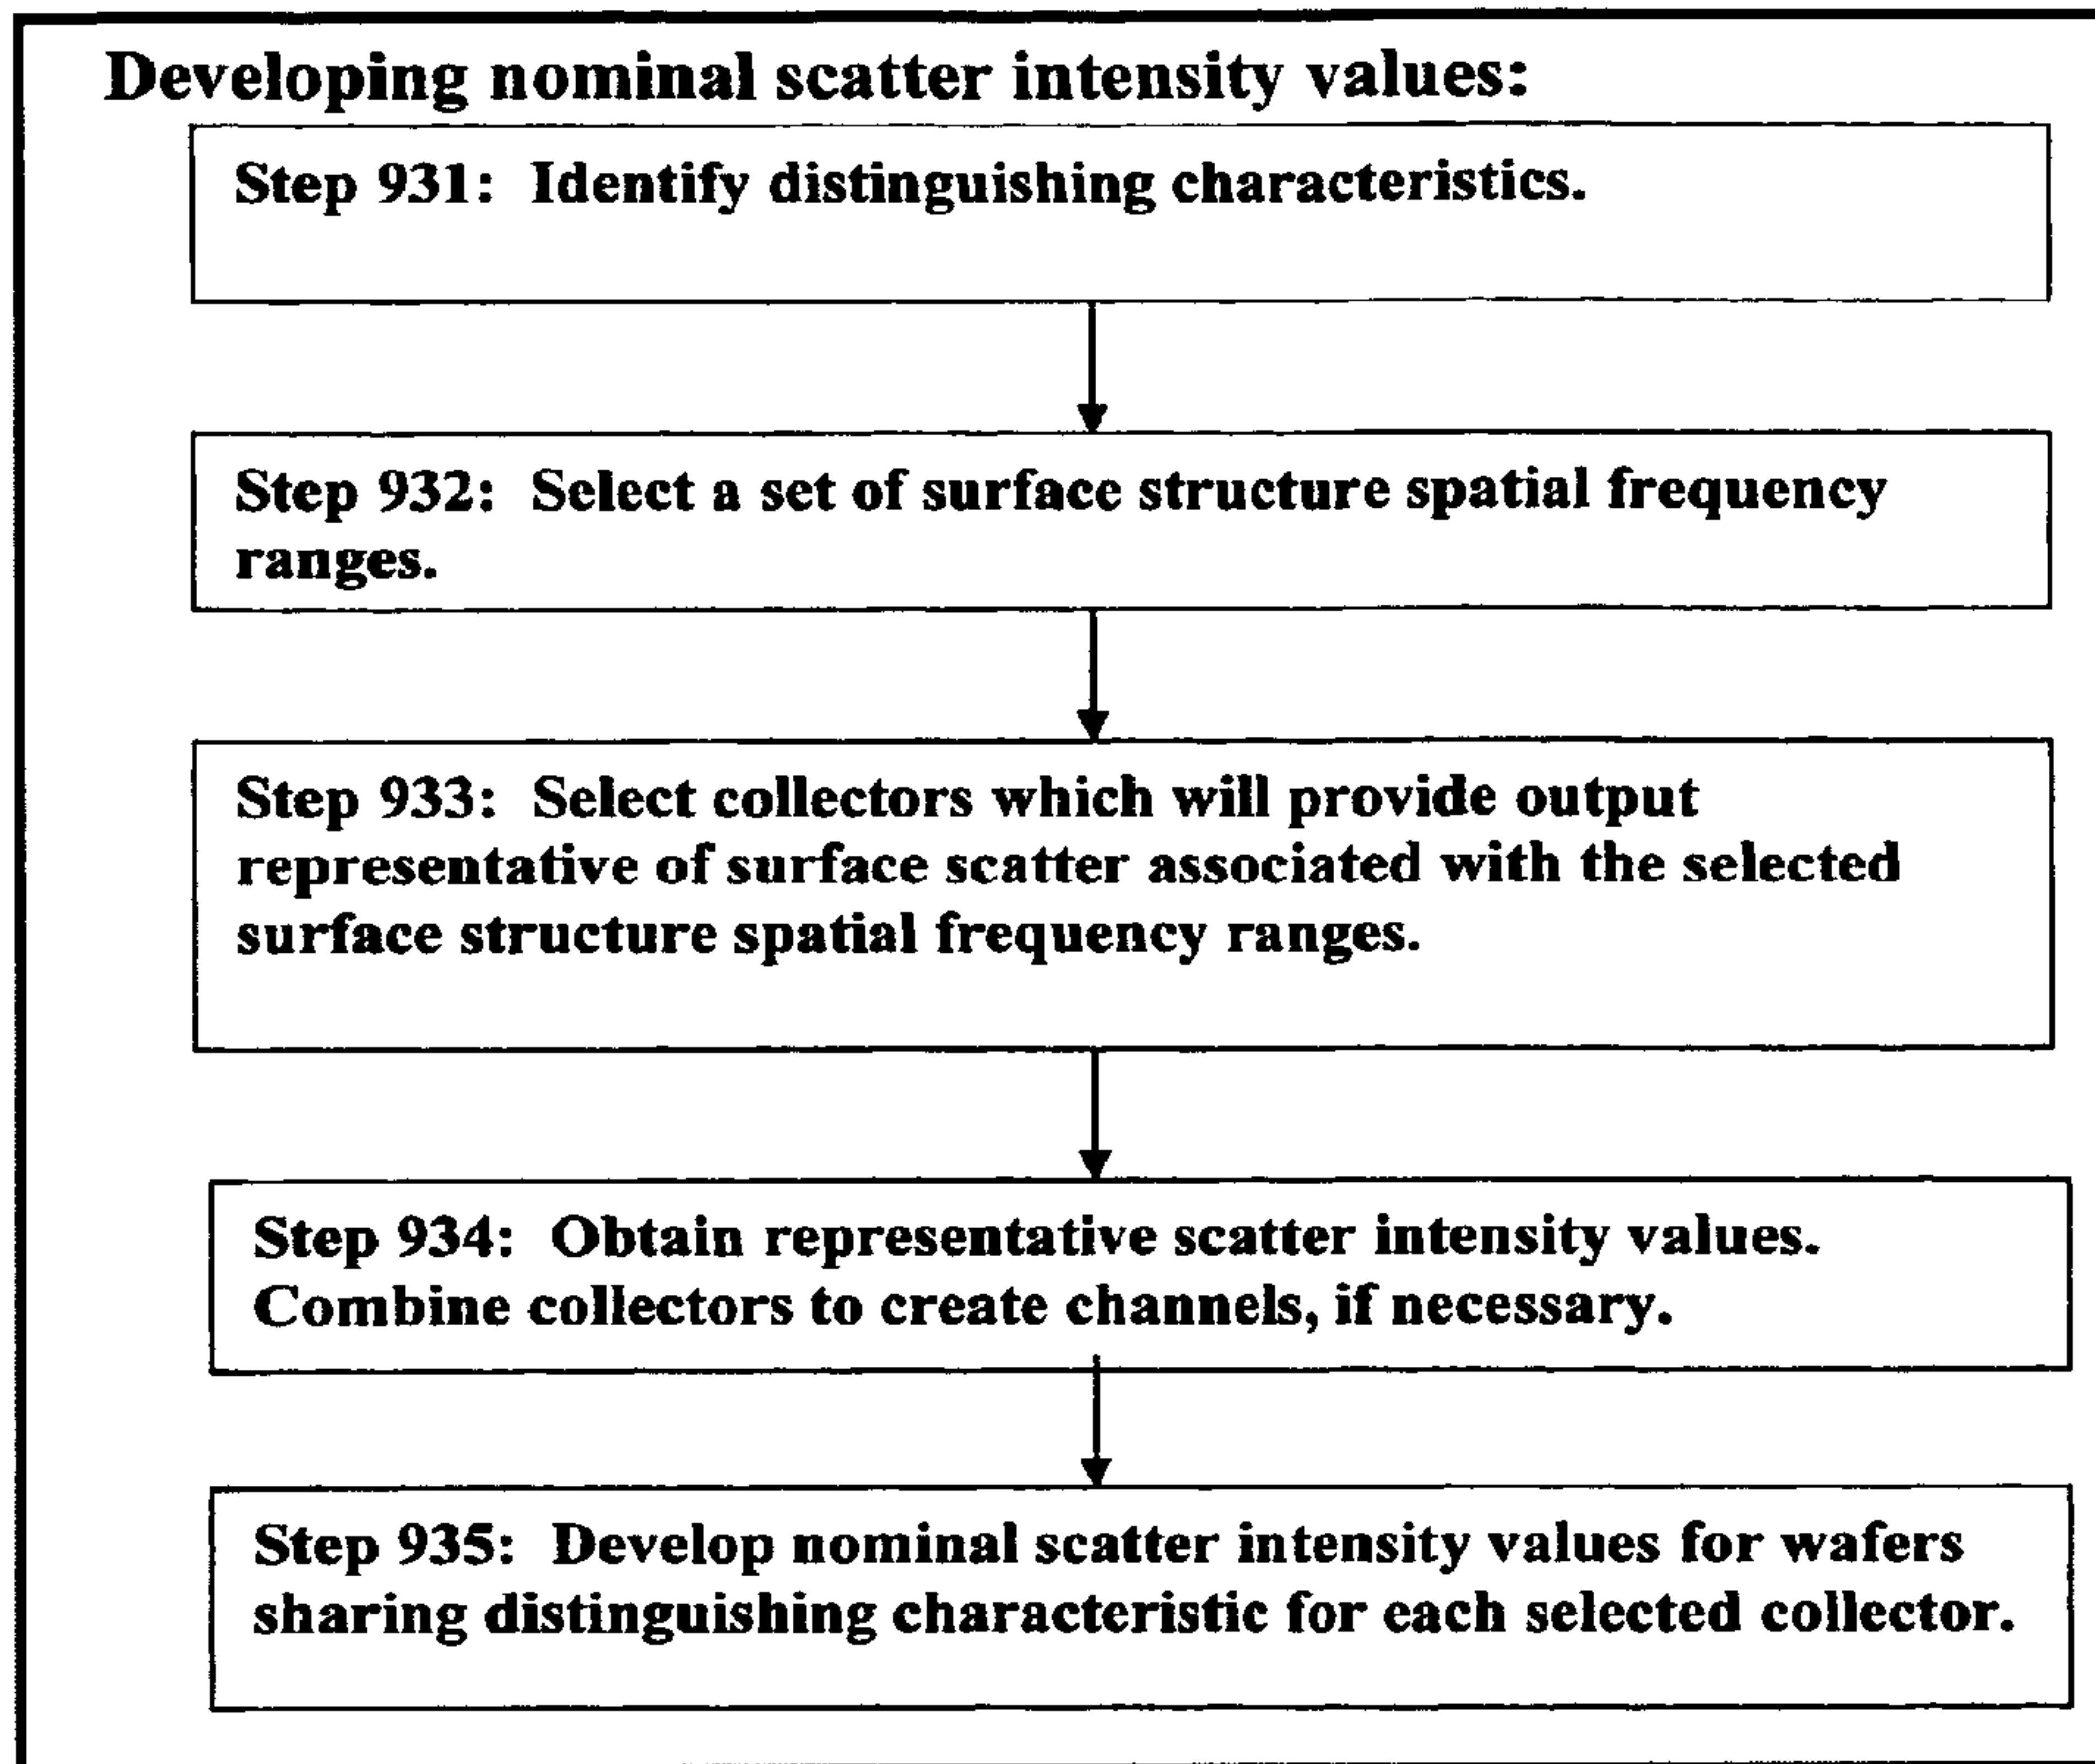 Developing nominal scatter intensity values:
Step 931: Identify distinguishing characteristics.
Step 932: Select a set of surface structure spatial frequency
ranges.
Step 933: Select collectors which will provide output
representative of surface scatter associated with the selected
surface structure spatial frequency ranges.
Step 934: Obtain representative scatter intensity values.
Combine collectors to create channels, if necessary.
Step 935: Develop nominal scatter intensity values for wafers
sharing distinguishing characteristic for each selected collector.